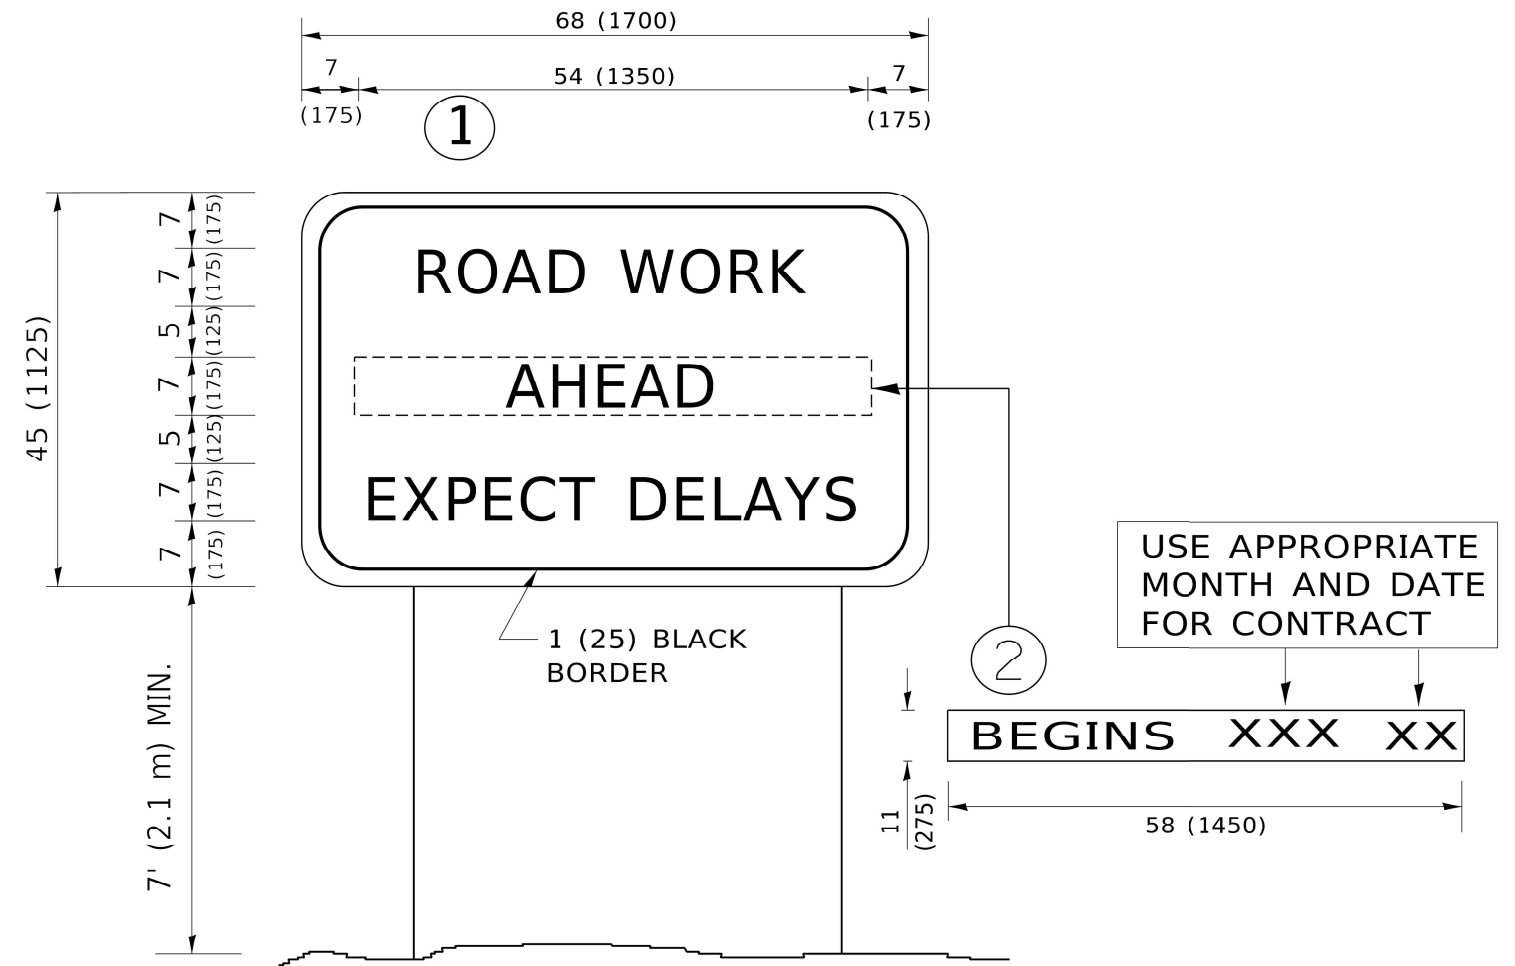 68 (1700)
7
54 (1350)
7
(175)
(175)
1
7
(175)
7
(175)
5
(125)
7
(175)
5
(125)
7
(175)
7
(175)
45 (1125)
ROAD WORK
AHEAD
EXPECT DELAYS
1 (25) BLACK
BORDER
7' (2.1 m) MIN.
USE APPROPRIATE
MONTH AND DATE
FOR CONTRACT
2
BEGINS XXX XX
11
(275)
58 (1450)